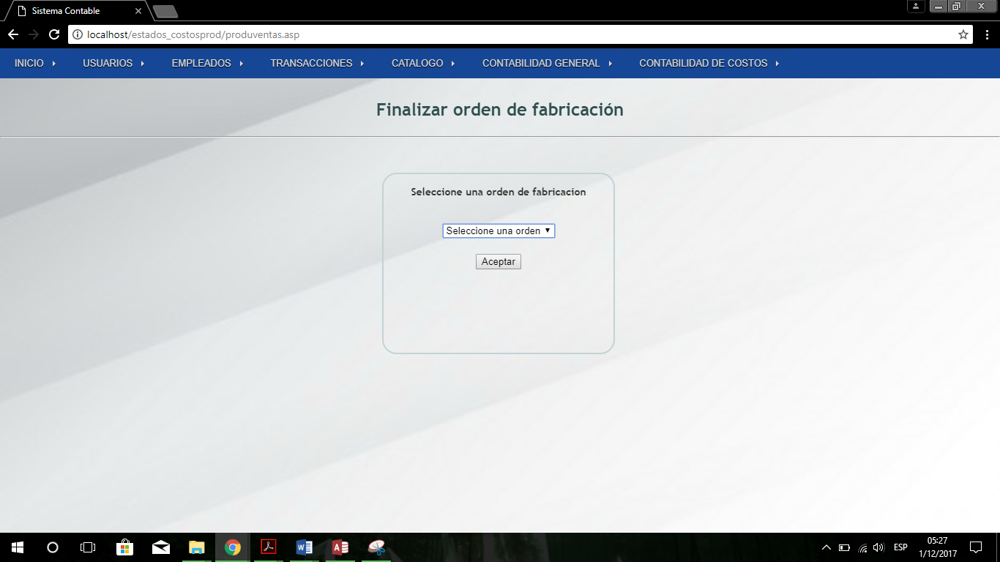 Sistema Contable
localhost/estados_costosprod/produventas.asp
INICIO USUARIOS EMPLEADOS TRANSACCIONES CATALOGO CONTABILIDAD GENERAL CONTABILIDAD DE COSTOS
Finalizar orden de fabricación
Seleccione una orden de fabricacion
Seleccione una orden
Aceptar
ESP
05:27
1/12/2017